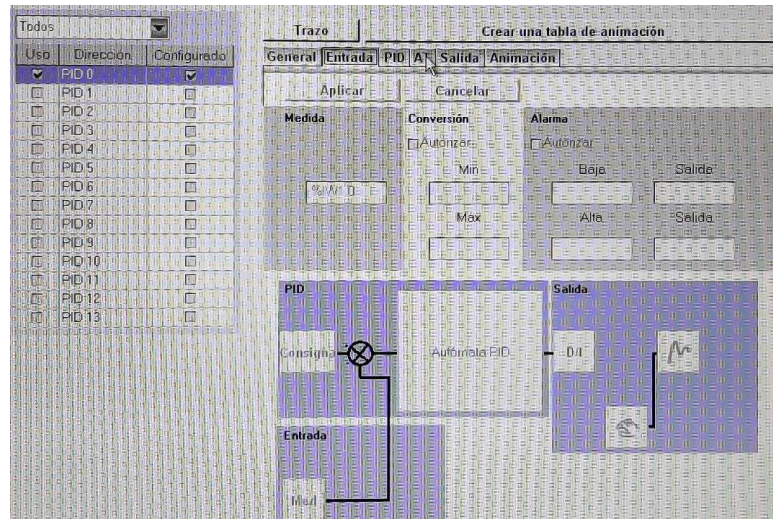 Todos
Uso Dirección Configurado
PID 0
PID 1
PID 2
PID 3
PID 4
PID 5
PID 6
PID 7
PID 8
PID 9
PID 10
PID 11
PID 12
PID 13
Trazo Crear una tabla de animación
General Entrada PID Salida Animación
Aplicar Cancelar
Medida Conversión Alarma
Autorizar Autorizar
Mín Baja Salida
Máx Alta Salida
PID Salida
Consigna Autómata PID D/I
Entrada
Med